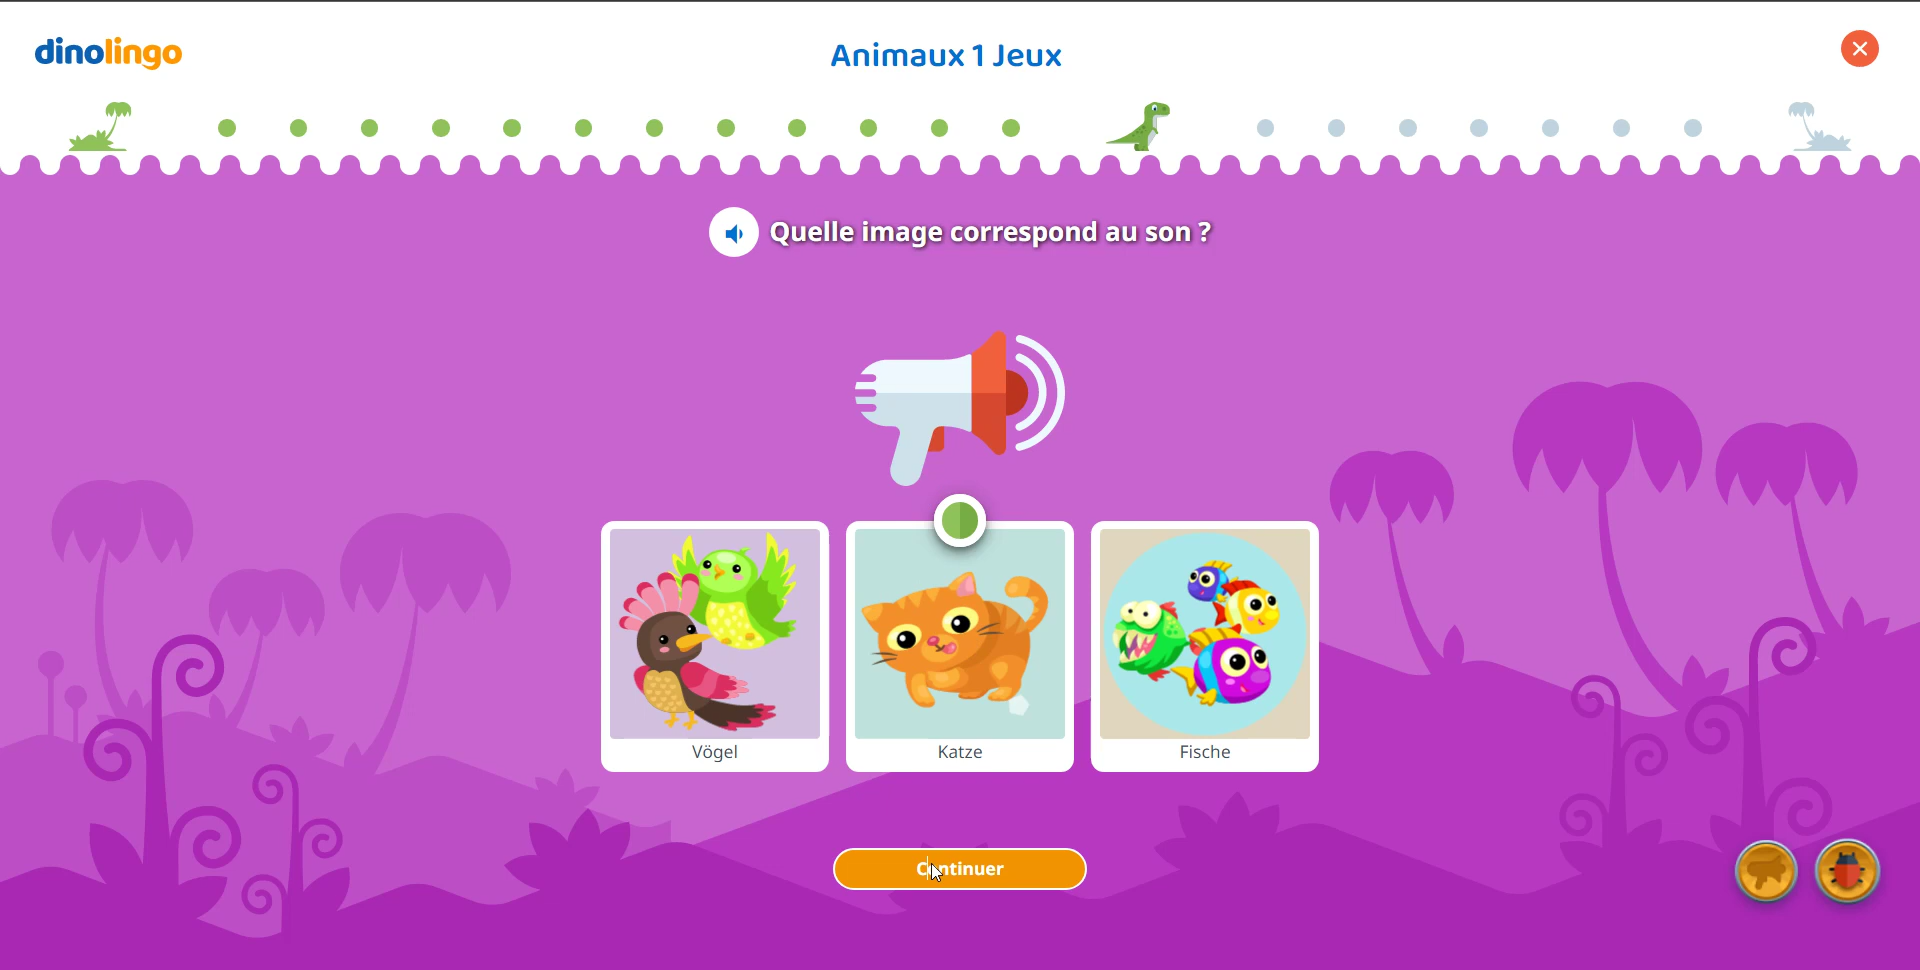 dinolingo
Animaux 1 Jeux
Quelle image correspond au son ?
Vögel
Katze
Fische
Continuer